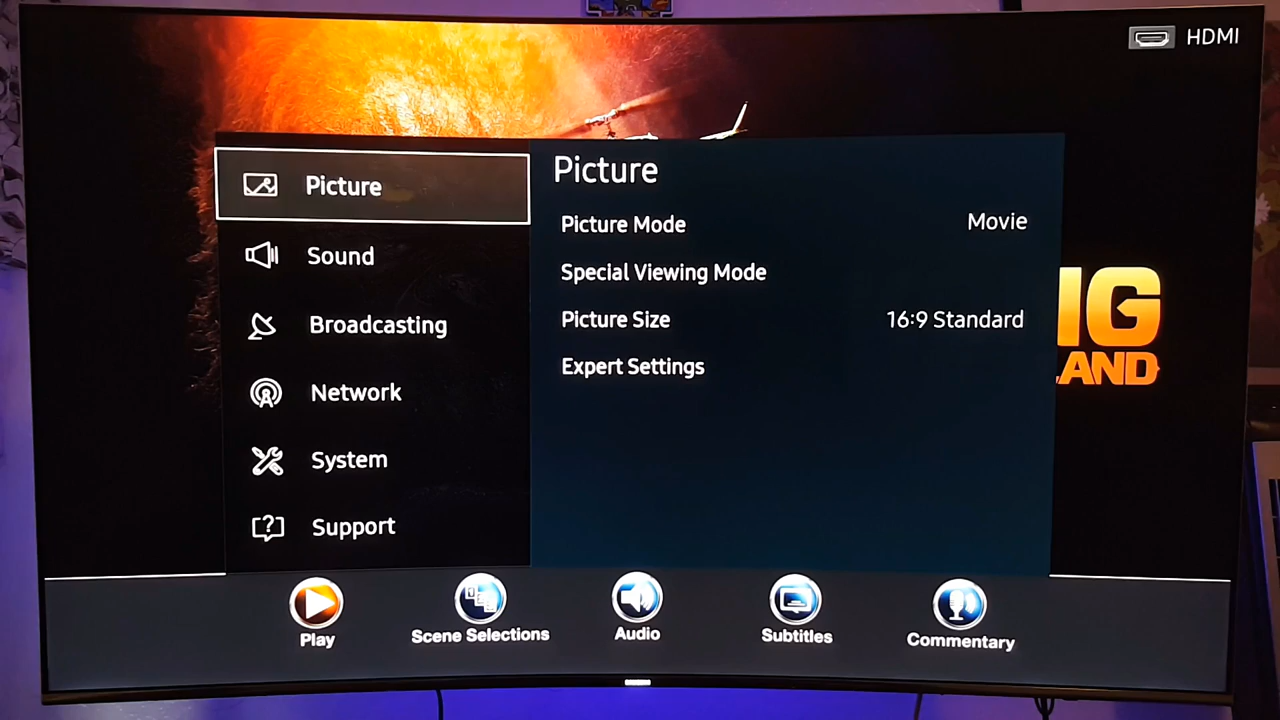 HDMI
Picture
Sound
Broadcasting
Network
System
Support
Picture
Picture Mode Movie
Special Viewing Mode
Picture Size 16:9 Standard
Expert Settings
Play
Scene Selections
Audio
Subtitles
Commentary